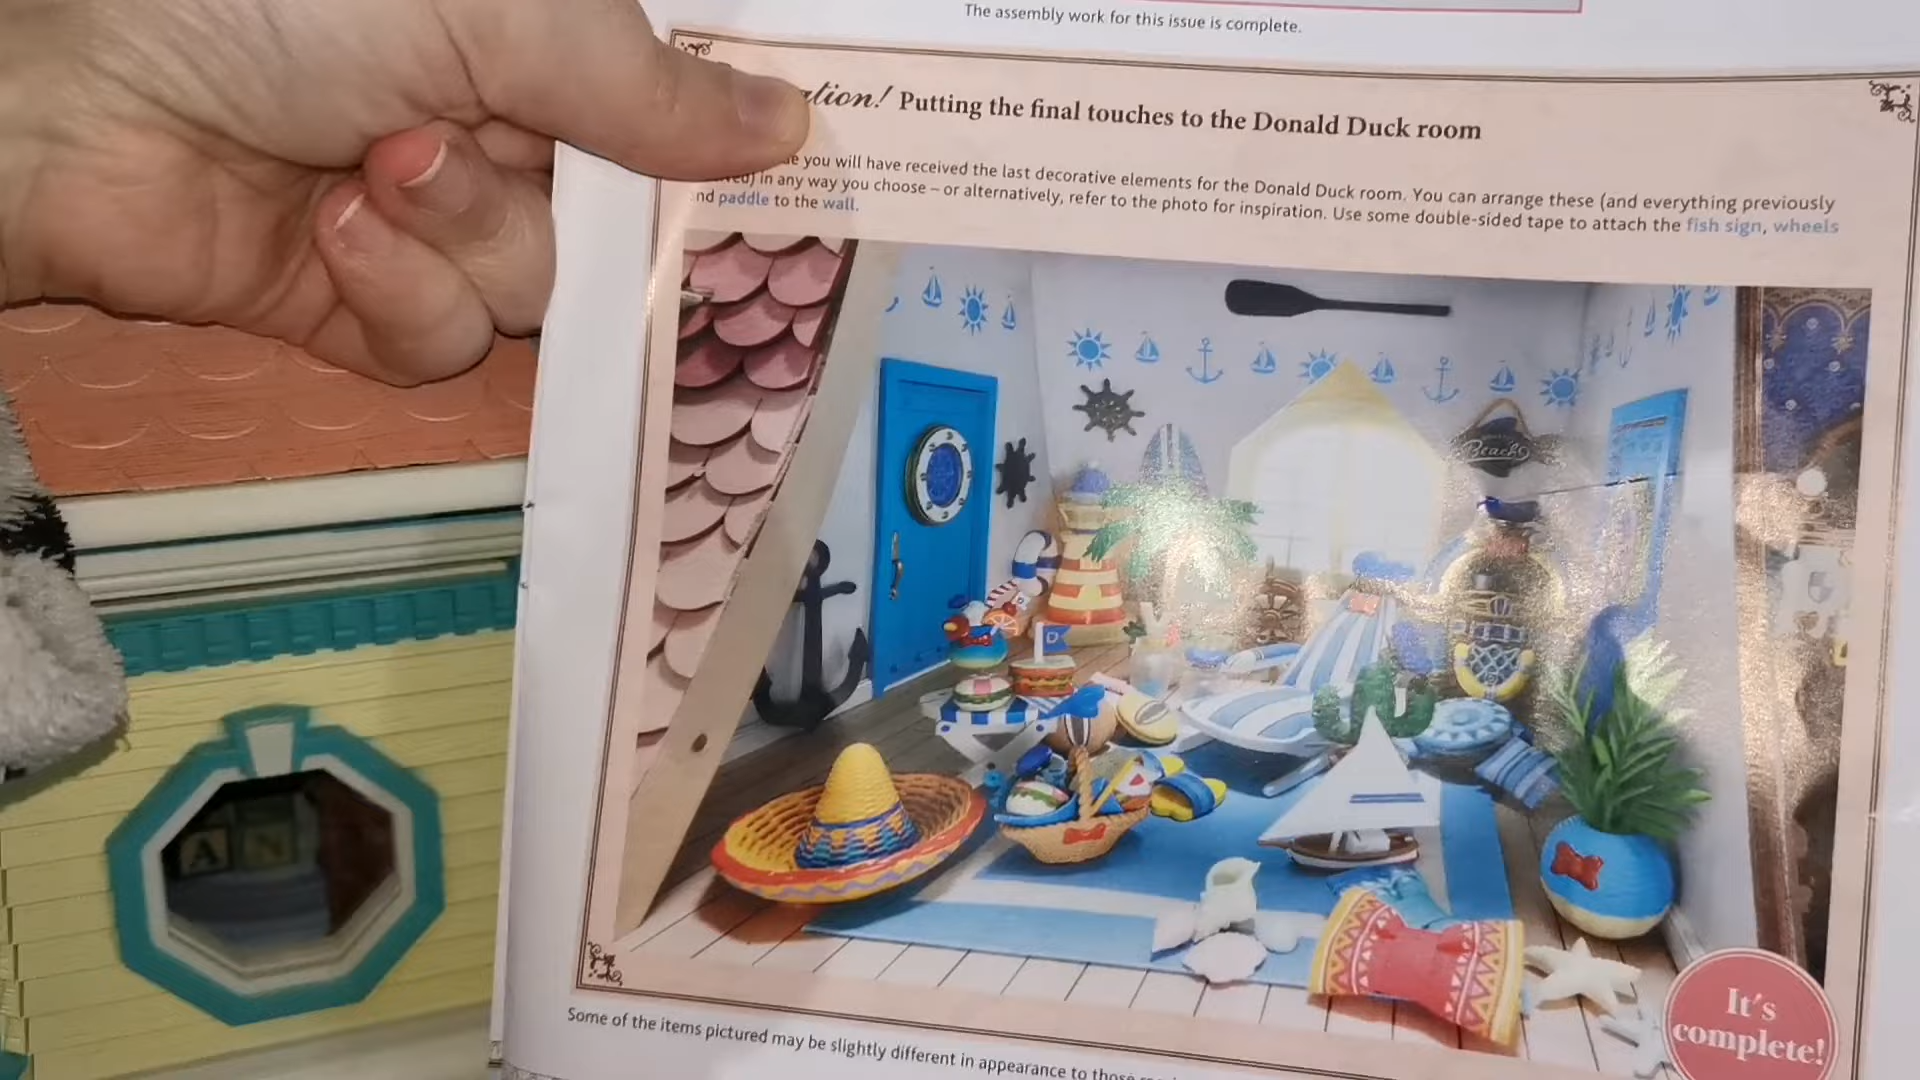 The assembly work for this issue is complete.
Putting the final touches to the Donald Duck room
you will have received the last decorative elements for the Donald Duck room. You can arrange these (and everything previously
in any way you choose – or alternatively, refer to the photo for inspiration. Use some double-sided tape to attach the fish sign, wheels
paddle to the wall.
Beach
D
A N
It's
complete!
Some of the items pictured may be slightly different in appearance to those